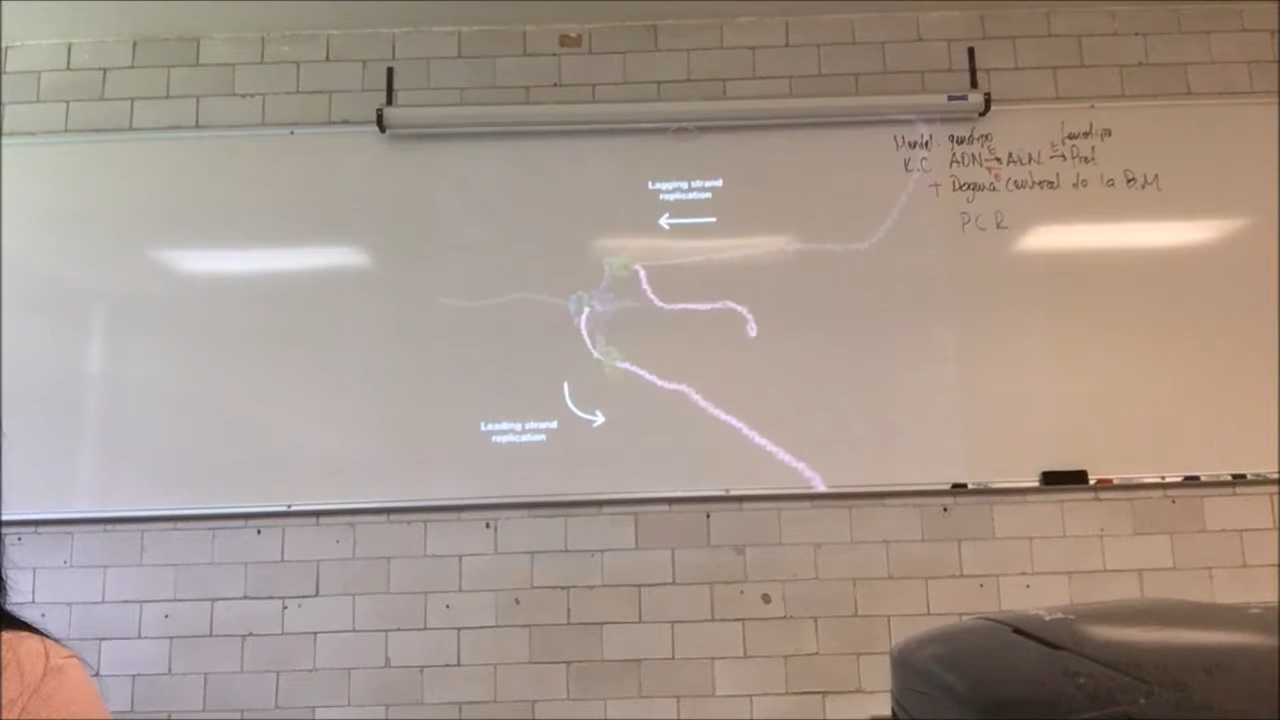 Lagging strand
replication
Leading strand
replication
Mendel: genotipo fenotipo
K.C ADN → ARN → Prot
+ Dogma central de la B.M
PCR